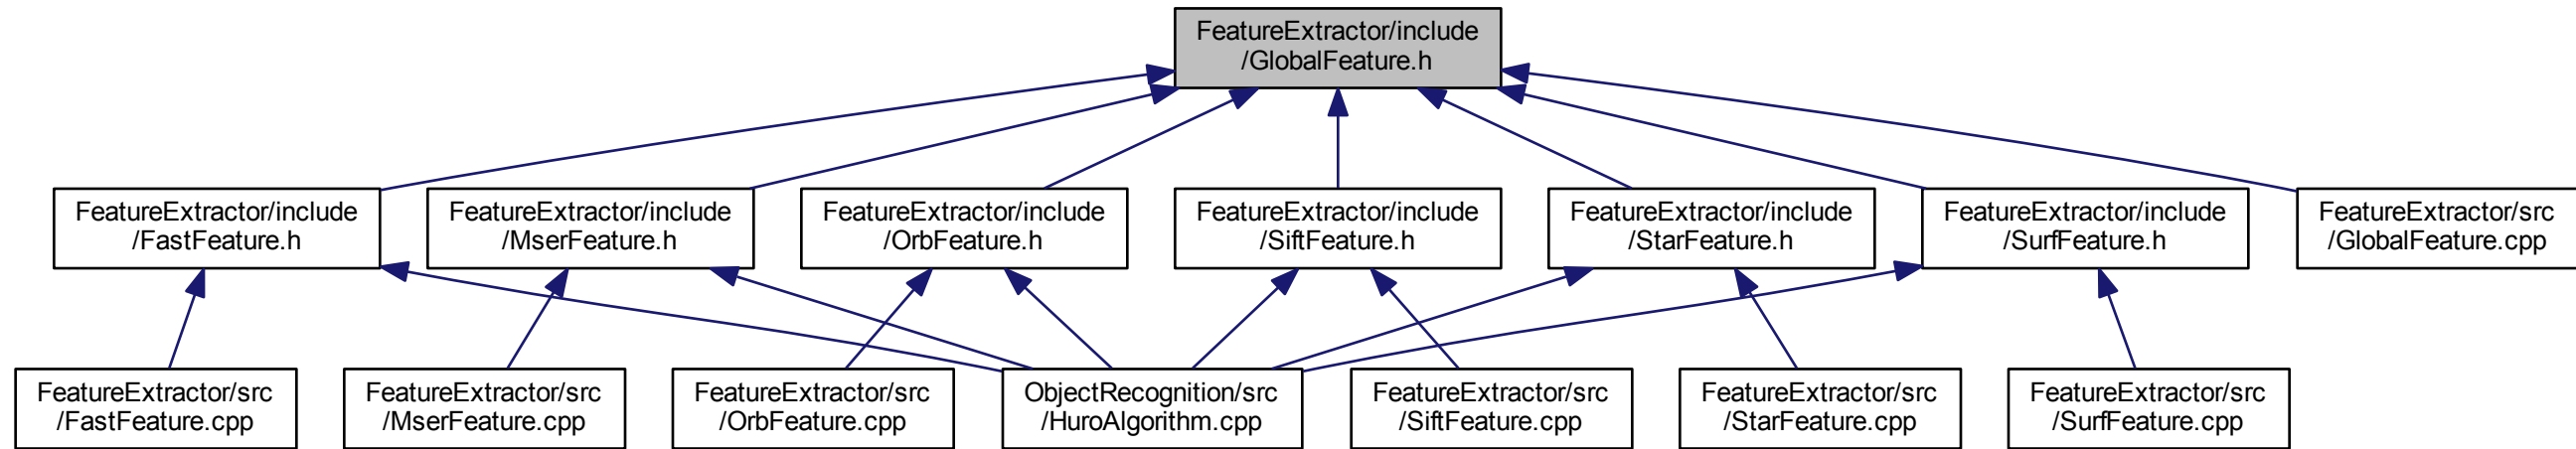 FeatureExtractor/include
/GlobalFeature.h
FeatureExtractor/include
/FastFeature.h
FeatureExtractor/include
/MserFeature.h
FeatureExtractor/include
/OrbFeature.h
FeatureExtractor/include
/SiftFeature.h
FeatureExtractor/include
/StarFeature.h
FeatureExtractor/include
/SurfFeature.h
FeatureExtractor/src
/GlobalFeature.cpp
FeatureExtractor/src
/FastFeature.cpp
FeatureExtractor/src
/MserFeature.cpp
FeatureExtractor/src
/OrbFeature.cpp
ObjectRecognition/src
/HuroAlgorithm.cpp
FeatureExtractor/src
/SiftFeature.cpp
FeatureExtractor/src
/StarFeature.cpp
FeatureExtractor/src
/SurfFeature.cpp